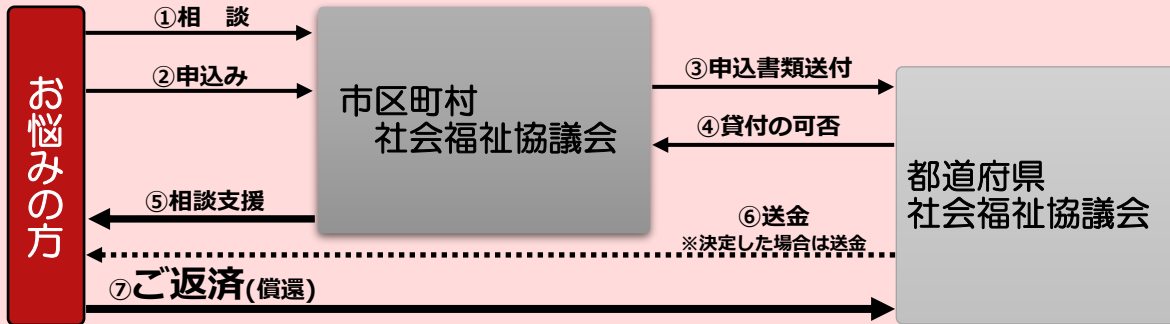 お悩みの方
①相　談
②申込み
市区町村
社会福祉協議会
③申込書類送付
④貸付の可否
都道府県
社会福祉協議会
⑤相談支援
⑥送金
※決定した場合は送金
⑦ご返済(償還)